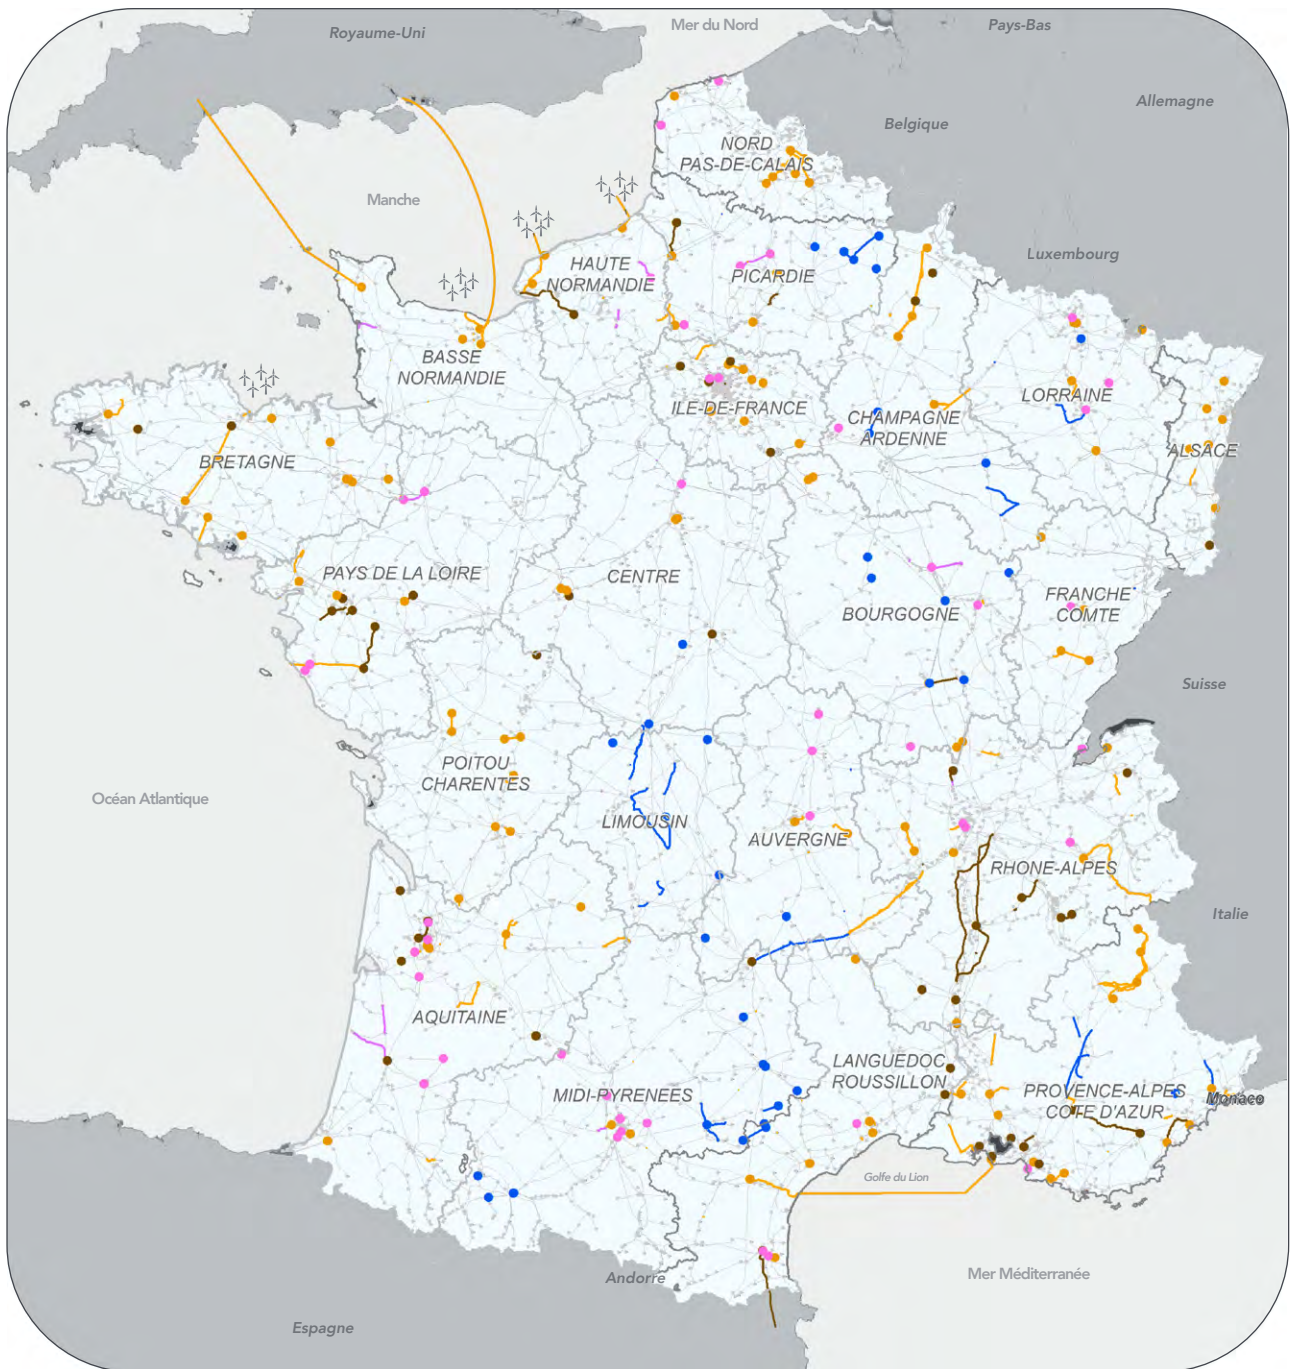 Mer du Nord
Pays-Bas
Royaume-Uni
Allemagne
Belgique
NORD
PAS-DE-CALAIS
Manche
Luxembourg
HAUTE
NORMANDIE
PICARDIE
BASSE
NORMANDIE
LORRAINE
ILE-DE-FRANCE
CHAMPAGNE
ARDENNE
ALSACE
BRETAGNE
PAYS DE LA LOIRE
CENTRE
BOURGOGNE
FRANCHE
COMTE
Suisse
POITOU
CHARENTES
Océan Atlantique
LIMOUSIN
AUVERGNE
RHONE-ALPES
Italie
AQUITAINE
LANGUEDOC
ROUSSILLON
MIDI-PYRENEES
PROVENCE-ALPES
COTE D'AZUR
Monaco
Golfe du Lion
Andorre
Mer Méditerranée
Espagne